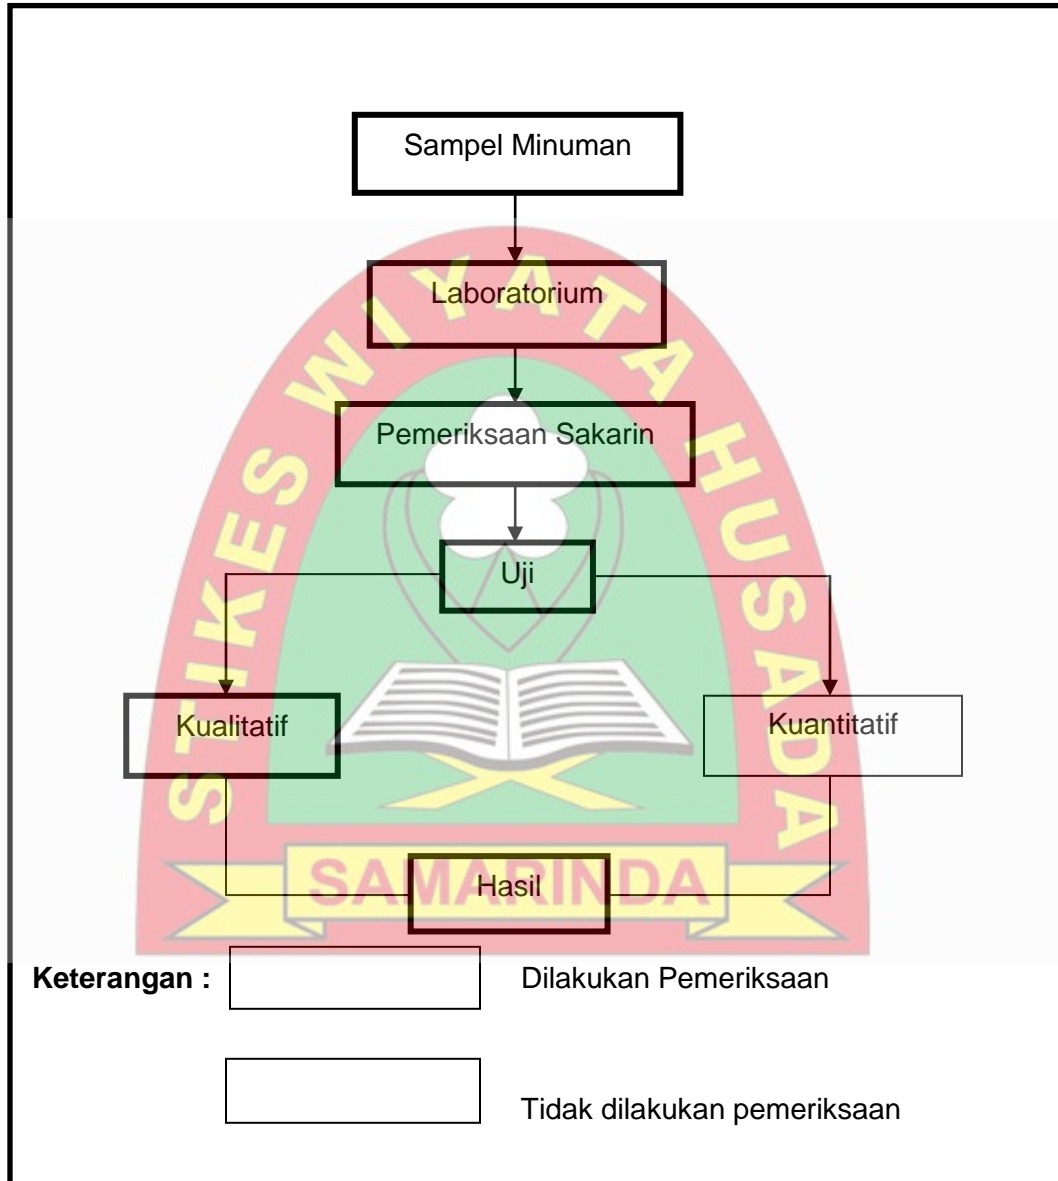 Sampel Minuman
Laboratorium
Pemeriksaan Sakarin
Uji
Kualitatif
Kuantitatif
Hasil
STIKES WIYATA HUSADA
SAMARINDA
Keterangan :
Dilakukan Pemeriksaan
Tidak dilakukan pemeriksaan